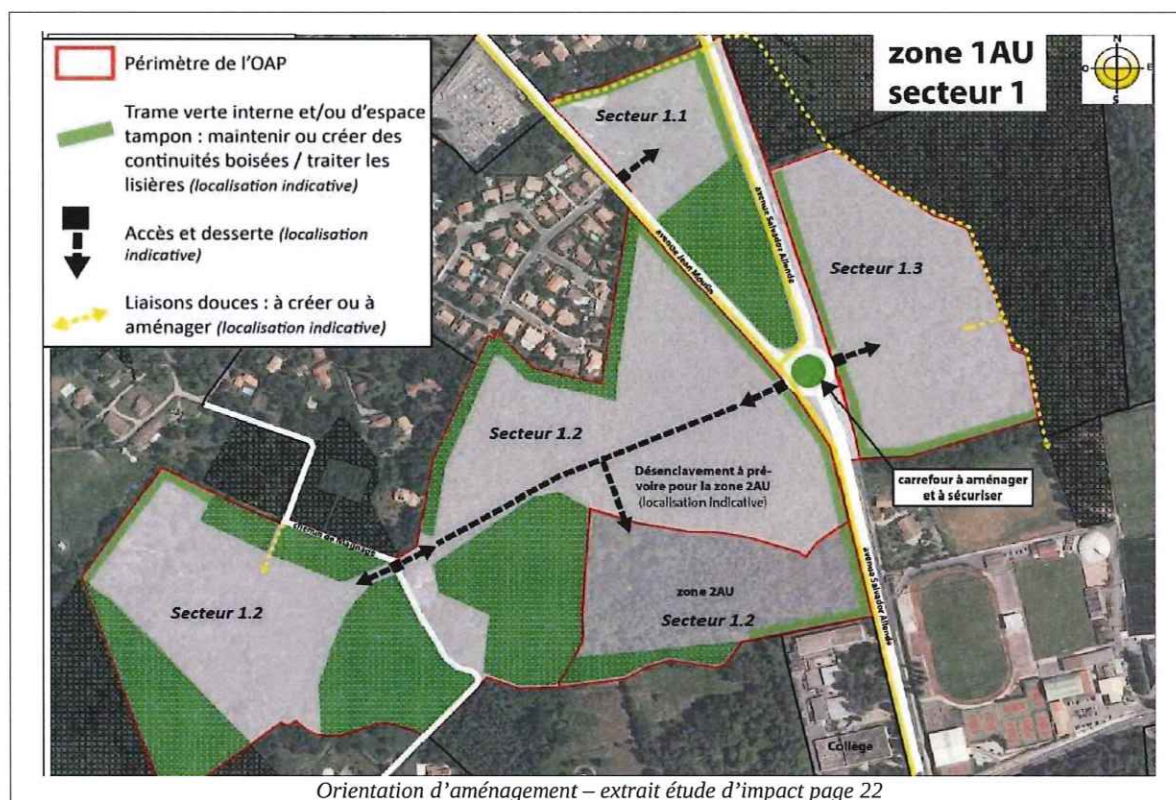 Périmètre de l'OAP
Trame verte interne et/ou d'espace
tampon : maintenir ou créer des
continuités boisées / traiter les
lisières (localisation indicative)
Accès et desserte (localisation
indicative)
Liaisons douces : à créer ou à
aménager (localisation indicative)
zone 1AU
secteur 1
N
O
E
S
Secteur 1.1
avenue Salvador Allende
avenue Jean Moulin
Secteur 1.3
Secteur 1.2
Désenclavement à pré-
voire pour la zone 2AU
(localisation indicative)
carrefour à aménager
et à sécuriser
chemin de Magnage
Secteur 1.2
zone 2AU
Secteur 1.2
avenue Salvador Allende
Collège
Orientation d'aménagement – extrait étude d'impact page 22